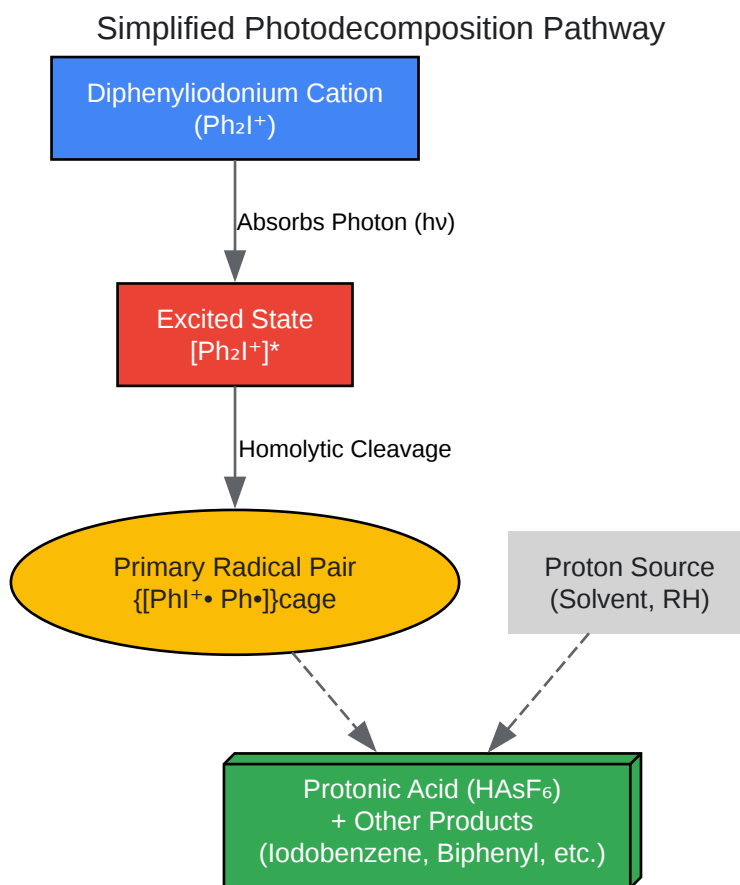 Simplified Photodecomposition Pathway
Diphenyliodonium Cation
(Ph₂I⁺)
Absorbs Photon (hν)
Excited State
[Ph₂I⁺]*
Homolytic Cleavage
Primary Radical Pair
{[PhI⁺• Ph•]}cage
Proton Source
(Solvent, RH)
Protonic Acid (HAsF₆)
+ Other Products
(Iodobenzene, Biphenyl, etc.)